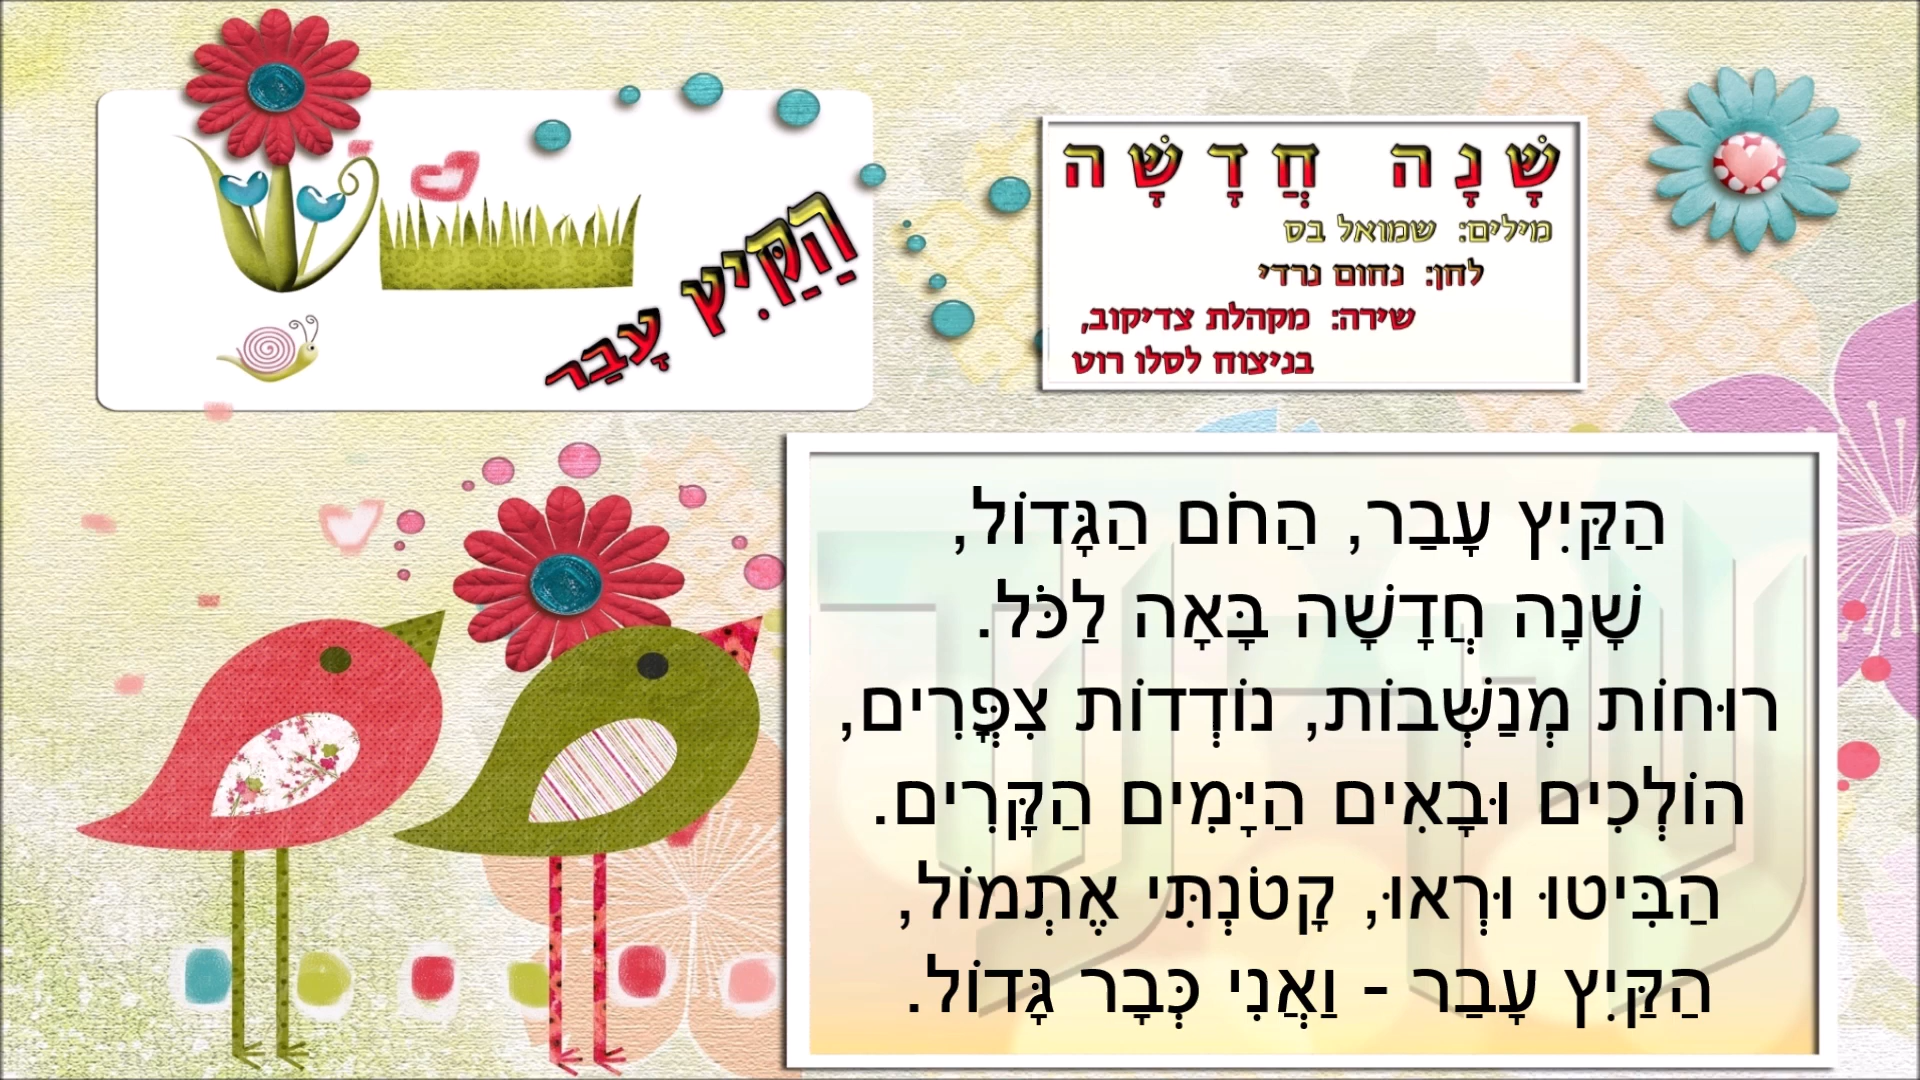 הַקַּיִץ עָבַר
שָׁנָה חֲדָשָׁה
מילים: שמואל בס
לחן: נחום נרדי
שירה: מקהלת צדיקוב,
בניצוח לסלו רוט
הַקַּיִץ עָבַר, הַחֹם הַגָּדוֹל,
שָׁנָה חֲדָשָׁה בָּאָה לַכֹּל.
רוּחוֹת מְנַשְּׁבוֹת, נוֹדְדוֹת צִפֳּרִים,
הוֹלְכִים וּבָאִים הַיָּמִים הַקָּרִים.
הַבִּיטוּ וּרְאוּ, קָטֹנְתִּי אֶתְמוֹל,
הַקַּיִץ עָבַר - וַאֲנִי כְּבָר גָּדוֹל.